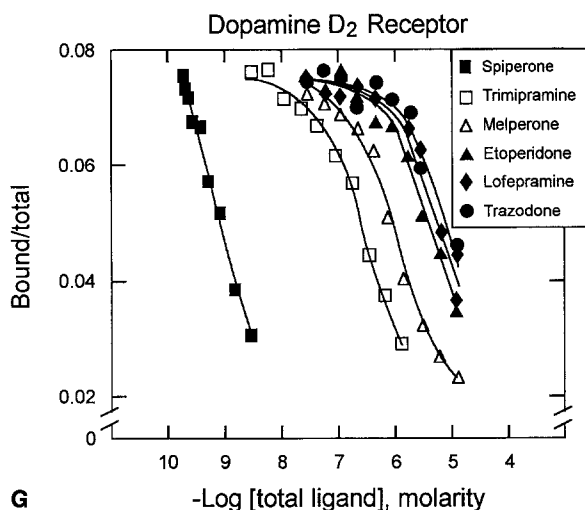 Dopamine D₂ Receptor
0.08
0.06
0.04
0.02
0
Bound/total
Spiperone
Trimipramine
Melperone
Etoperidone
Lofepramine
Trazodone
10 9 8 7 6 5 4
G
-Log [total ligand], molarity